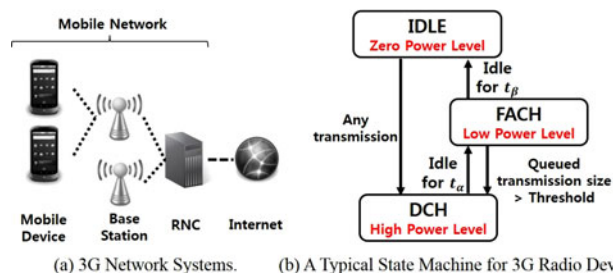 Mobile Network
Mobile
Device
Base
Station
RNC
Internet
(a) 3G Network Systems.
IDLE
Zero Power Level
Any
transmission
Idle
for tβ
FACH
Low Power Level
Idle
for tα
Queued
transmission size
> Threshold
DCH
High Power Level
(b) A Typical State Machine for 3G Radio Dev